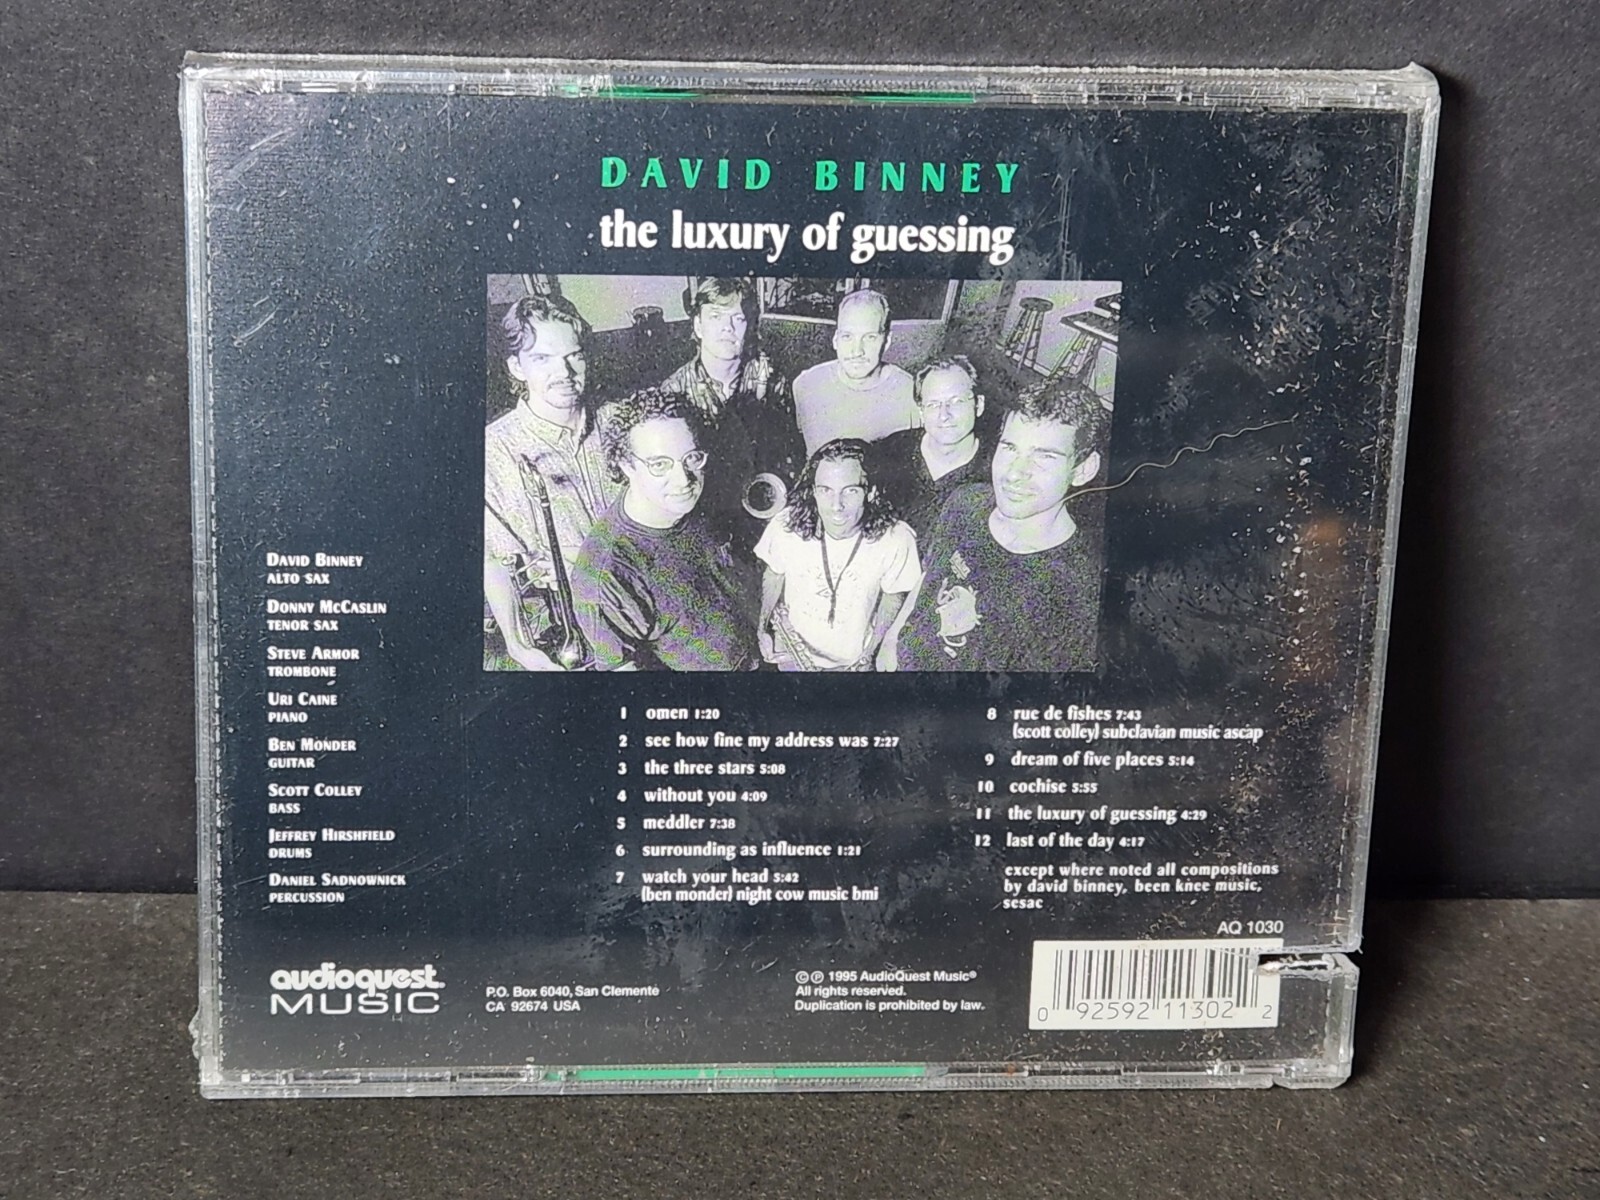 DAVID BINNEY
the luxury of guessing
DAVID BINNEY
ALTO SAX
DONNY MCCASLIN
TENOR SAX
STEVE ARMOR
TROMBONE
URI CAINE
PIANO
BEN MONDER
GUITAR
SCOTT COLLEY
BASS
JEFFREY HIRSHFIELD
DRUMS
DANIEL SADNOWNICK
PERCUSSION
1 omen 1:20
2 see how fine my address was 7:27
3 the three stars 5:08
4 without you 4:09
5 meddler 7:38
6 surrounding as influence 1:21
7 watch your head 5:42
(ben monder) night cow music bmi
8 rue de fishes 7:43
(scott colley) subclavian music ascap
9 dream of five places 5:14
10 cochise 5:55
11 the luxury of guessing 4:29
12 last of the day 4:17
except where noted all compositions
by david binney, been knee music,
sesac
AQ 1030
audioquest.
MUSIC
P.O. Box 6040, San Clemente
CA 92674 USA
© ℗ 1995 AudioQuest Music®
All rights reserved.
Duplication is prohibited by law.
0 92592 11302 2